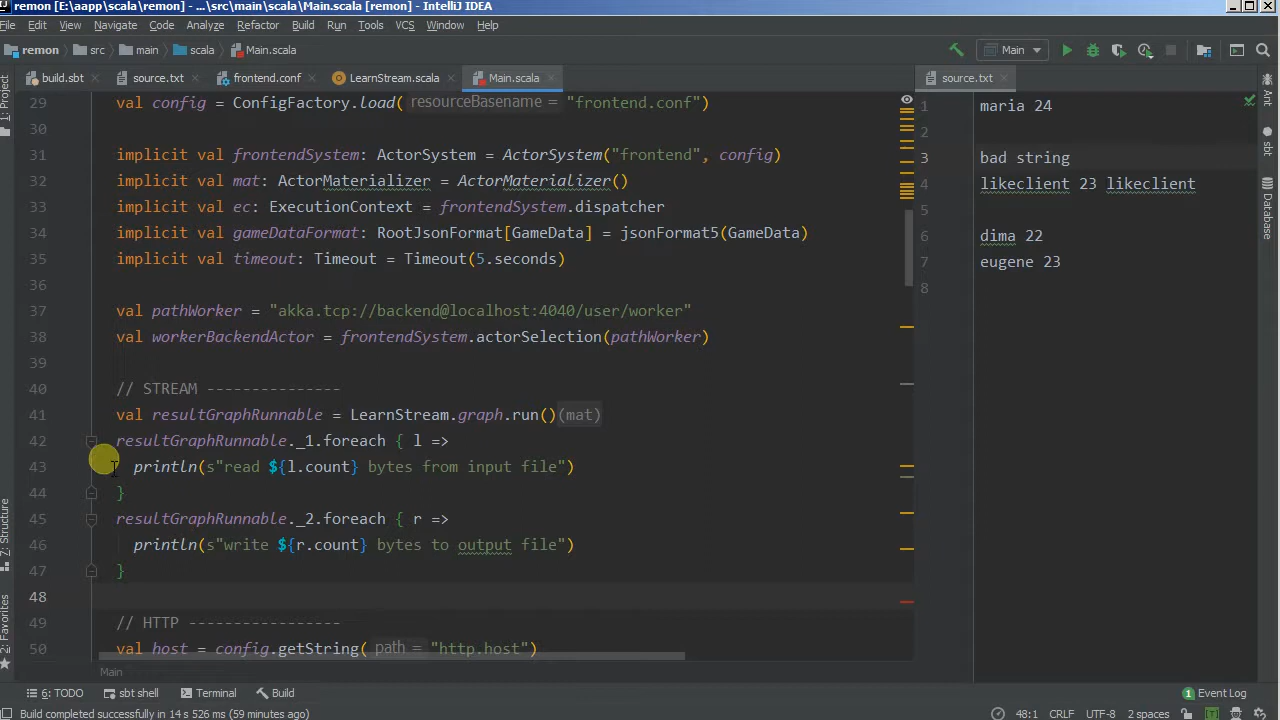 remon [E:\aapp\scala\remon] - ...\src\main\scala\Main.scala [remon] - IntelliJ IDEA
File Edit View Navigate Code Analyze Refactor Build Run Tools VCS Window Help
remon src main scala Main.scala Main
build.sbt source.txt frontend.conf LearnStream.scala Main.scala source.txt
1: Project
29 val config = ConfigFactory.load( resourceBasename = "frontend.conf")
30
31 implicit val frontendSystem: ActorSystem = ActorSystem("frontend", config)
32 implicit val mat: ActorMaterializer = ActorMaterializer()
33 implicit val ec: ExecutionContext = frontendSystem.dispatcher
34 implicit val gameDataFormat: RootJsonFormat[GameData] = jsonFormat5(GameData)
35 implicit val timeout: Timeout = Timeout(5.seconds)
36
37 val pathWorker = "akka.tcp://backend@localhost:4040/user/worker"
38 val workerBackendActor = frontendSystem.actorSelection(pathWorker)
39
40 // STREAM ---------------
41 val resultGraphRunnable = LearnStream.graph.run()(mat)
42 resultGraphRunnable._1.foreach { l =>
43 println(s"read ${l.count} bytes from input file")
44 }
45 resultGraphRunnable._2.foreach { r =>
46 println(s"write ${r.count} bytes to output file")
47 }
48
49 // HTTP -----------------
50 val host = config.getString( path = "http.host")
Main
1 maria 24
2
3 bad string
4 likeclient 23 likeclient
5
6 dima 22
7 eugene 23
8
Ant
sbt
Database
7: Structure
2: Favorites
6: TODO sbt shell Terminal Build 1 Event Log
Build completed successfully in 14 s 526 ms (59 minutes ago) 48:1 CRLF UTF-8 2 spaces [T]